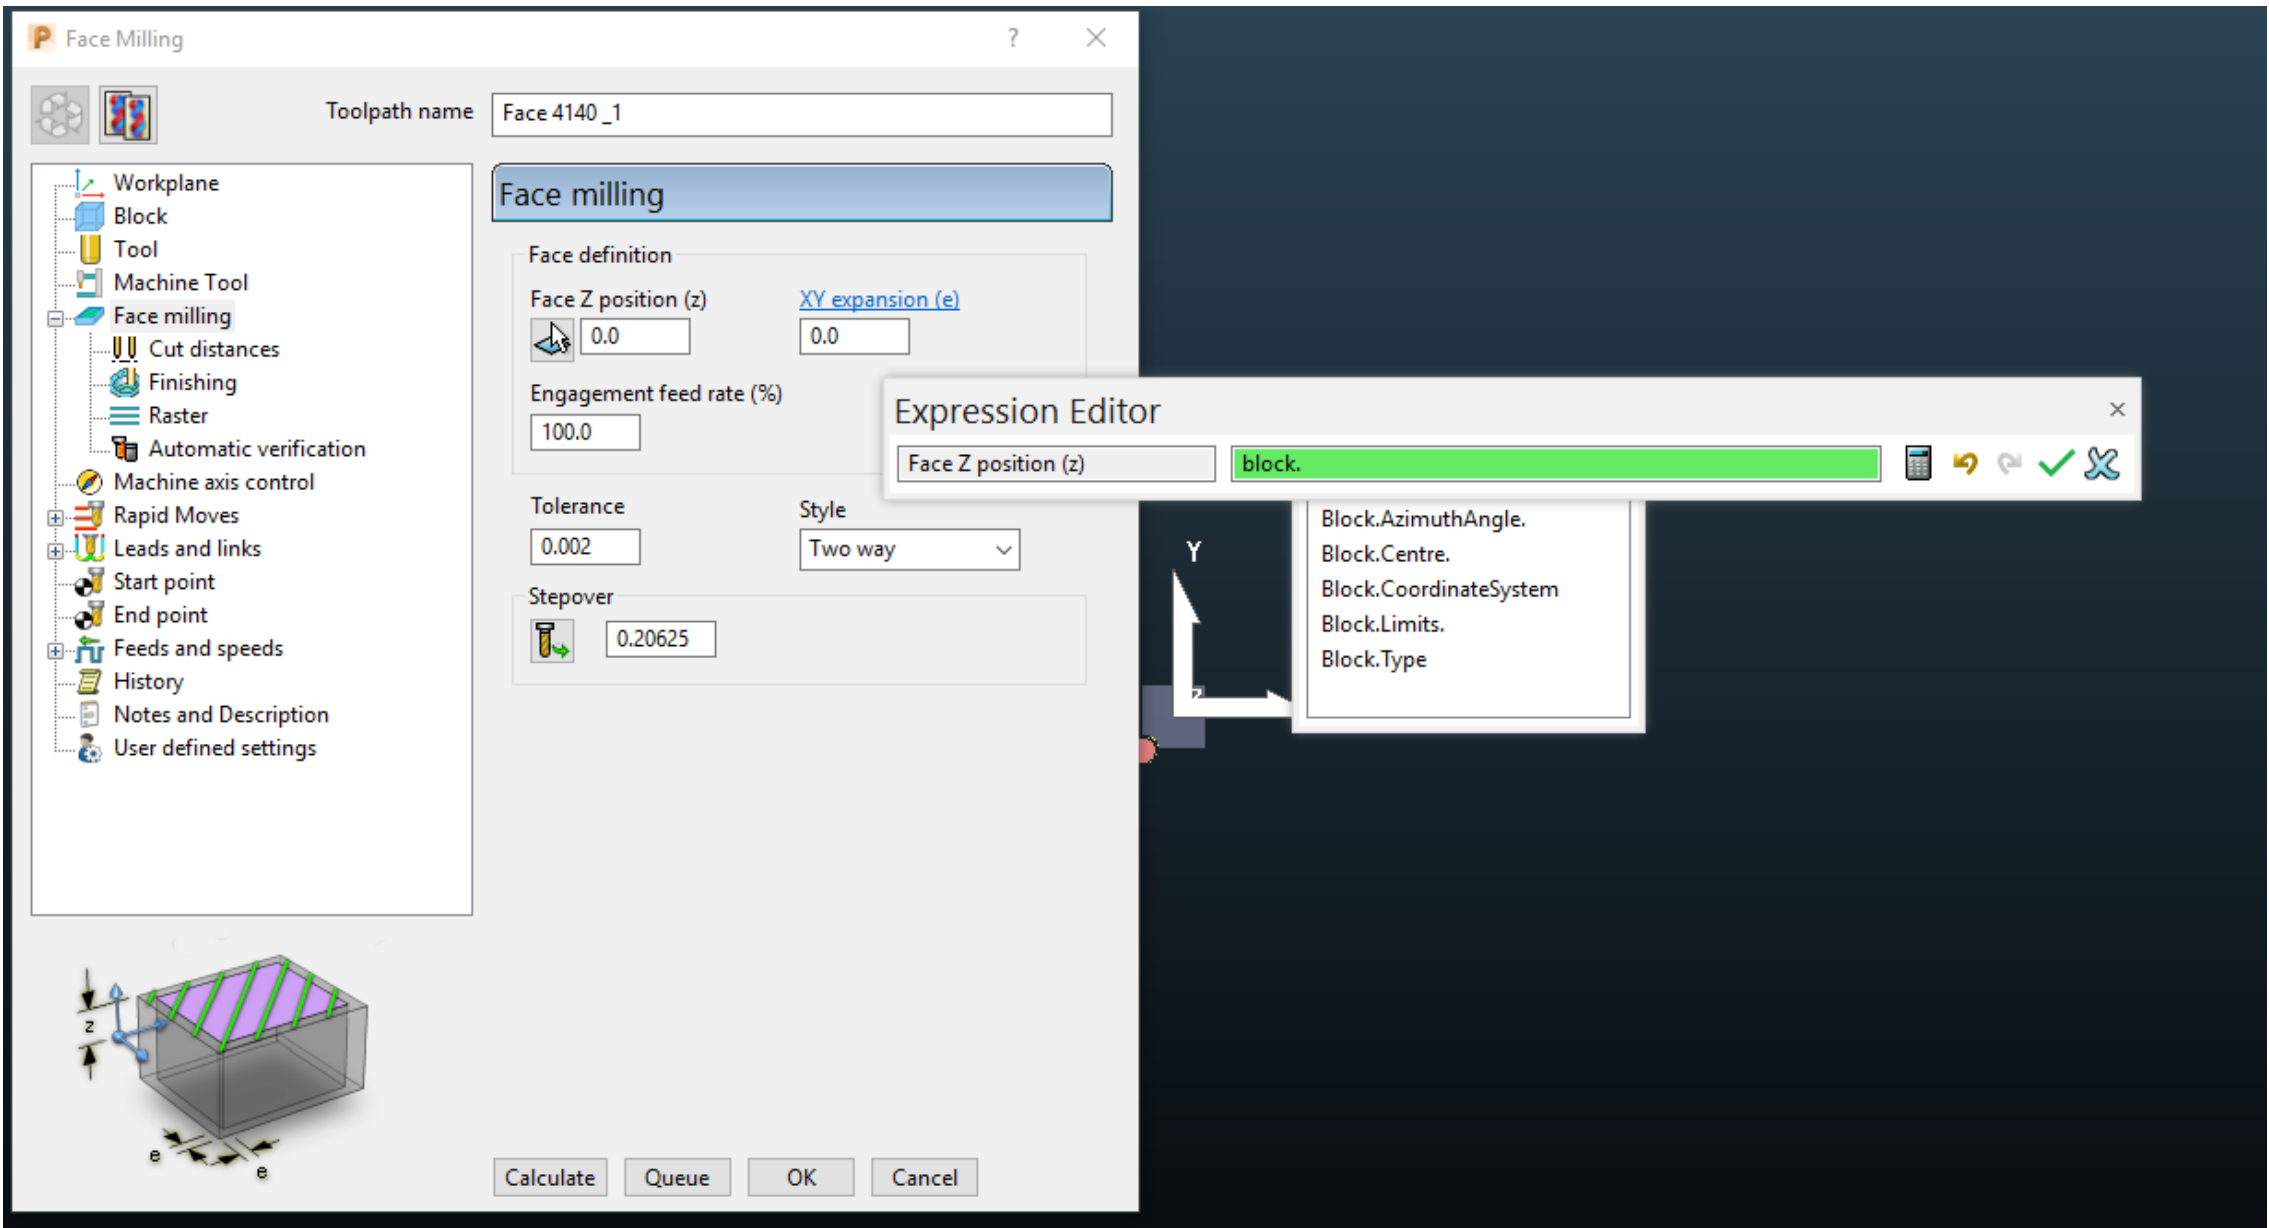 Face Milling
?
Toolpath name
Face 4140 _1
Workplane
Block
Tool
Machine Tool
Face milling
Cut distances
Finishing
Raster
Automatic verification
Machine axis control
Rapid Moves
Leads and links
Start point
End point
Feeds and speeds
History
Notes and Description
User defined settings
Face milling
Face definition
Face Z position (z)
XY expansion (e)
0.0
0.0
Engagement feed rate (%)
100.0
Tolerance
Style
0.002
Two way
Stepover
0.20625
z
e
e
Calculate
Queue
OK
Cancel
Expression Editor
Face Z position (z)
block.
Block.AzimuthAngle.
Block.Centre.
Block.CoordinateSystem
Block.Limits.
Block.Type
Y
Z